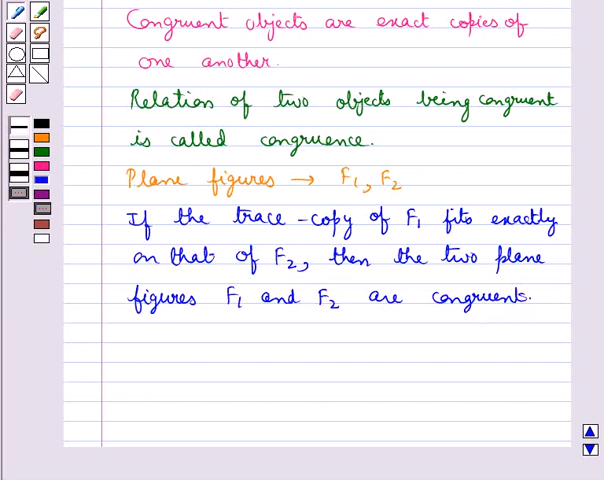 Congruent objects are exact copies of
one another.
Relation of two objects being congruent
is called congruence.
Plane figures → F₁, F₂
If the trace-copy of F₁ fits exactly
on that of F₂, then the two plane
figures F₁ and F₂ are congruent.